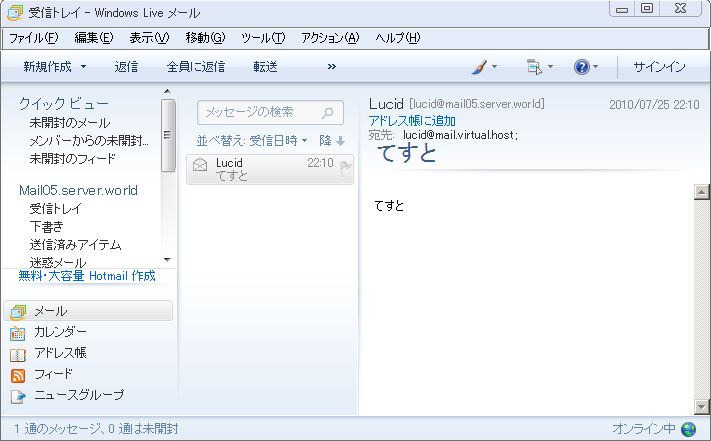 受信トレイ - Windows Live メール
ファイル(F) 編集(E) 表示(V) 移動(G) ツール(T) アクション(A) ヘルプ(H)
新規作成 返信 全員に返信 転送 » サインイン
クイック ビュー
未開封のメール
メンバーからの未開封...
未開封のフィード
Mail05.server.world
受信トレイ
下書き
送信済みアイテム
迷惑メール
無料・大容量 Hotmail 作成
メール
カレンダー
アドレス帳
フィード
ニュースグループ
メッセージの検索
並べ替え: 受信日時 降
Lucid 22:10
てすと
Lucid [lucid@mail05.server.world] 2010/07/25 22:10
アドレス帳に追加
宛先: lucid@mail.virtual.host;
てすと
てすと
1 通のメッセージ、0 通は未開封 オンライン中